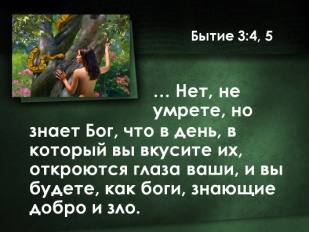 Бытие 3:4, 5
… Нет, не
умрете, но
знает Бог, что в день, в
который вы вкусите их,
откроются глаза ваши, и вы
будете, как боги, знающие
добро и зло.